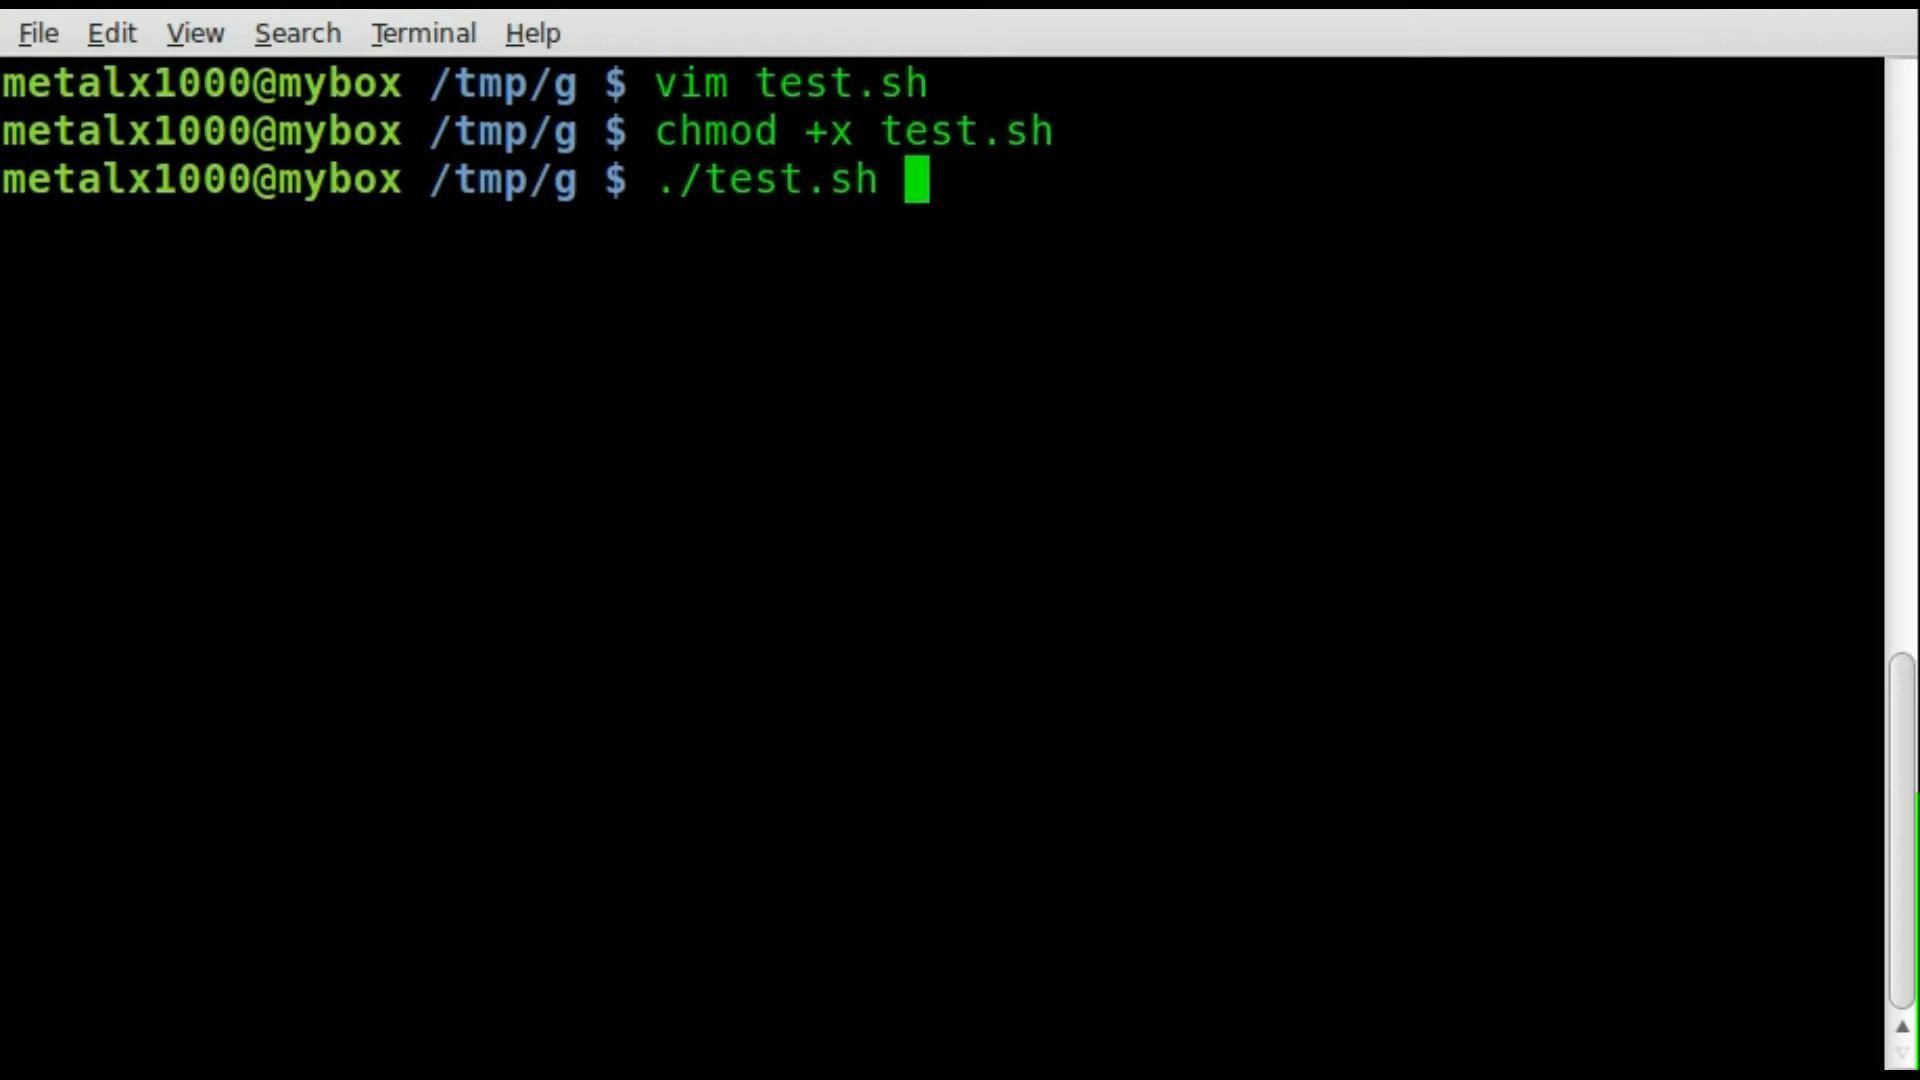 File Edit View Search Terminal Help
metalx1000@mybox /tmp/g $ vim test.sh
metalx1000@mybox /tmp/g $ chmod +x test.sh
metalx1000@mybox /tmp/g $ ./test.sh